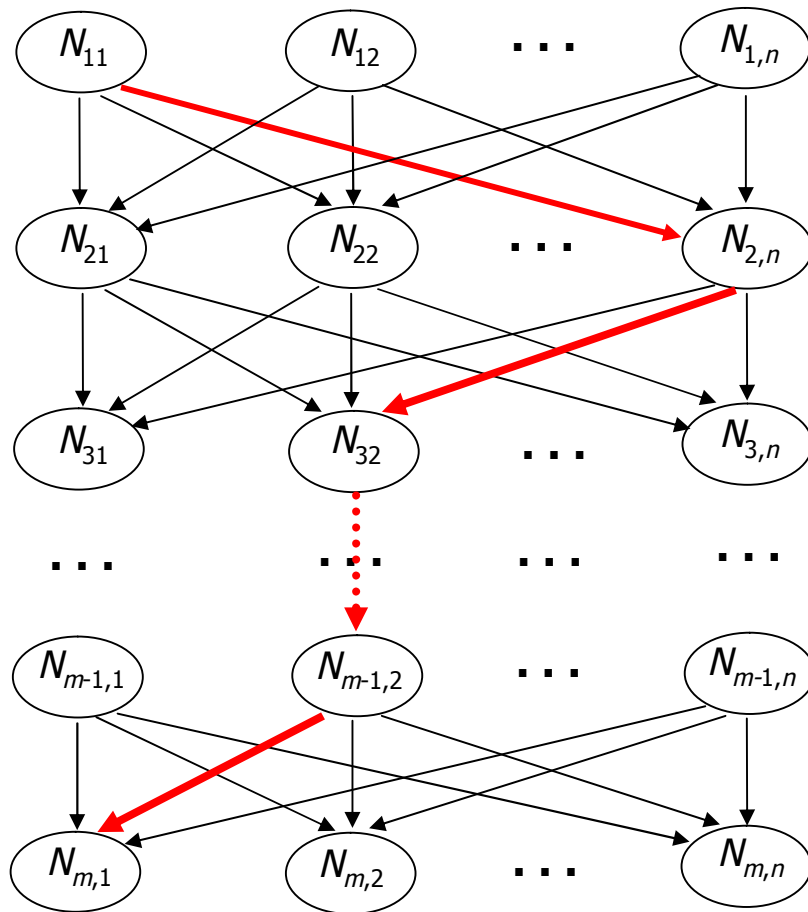 N11 N12 ... N1,n
N21 N22 ... N2,n
N31 N32 ... N3,n
... ... ... ...
Nm-1,1 Nm-1,2 ... Nm-1,n
Nm,1 Nm,2 ... Nm,n